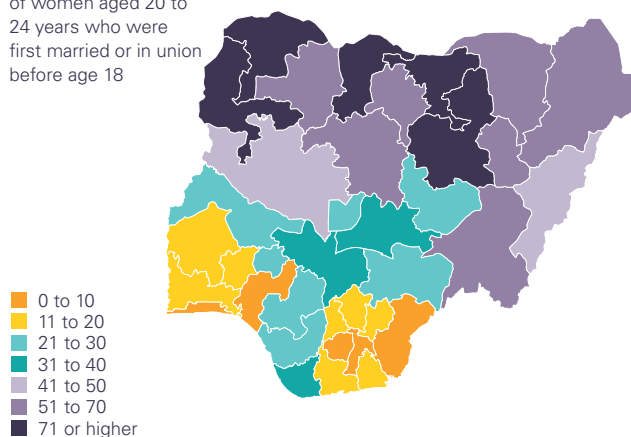 of women aged 20 to
24 years who were
first married or in union
before age 18
0 to 10
11 to 20
21 to 30
31 to 40
41 to 50
51 to 70
71 or higher